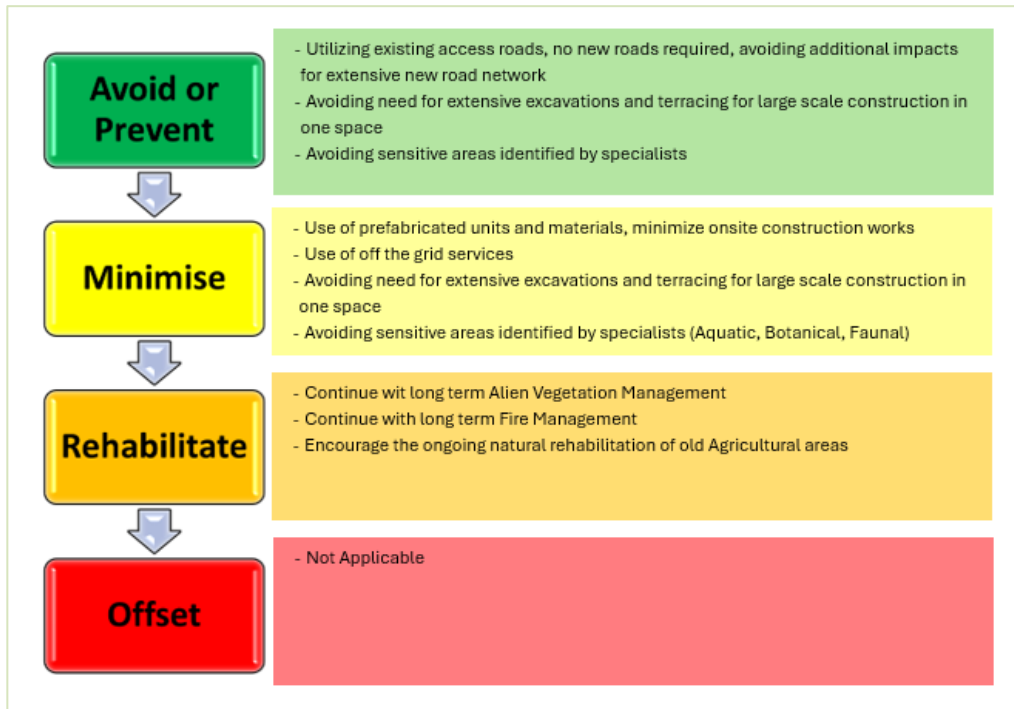 Avoid or
Prevent
- Utilizing existing access roads, no new roads required, avoiding additional impacts
for extensive new road network
- Avoiding need for extensive excavations and terracing for large scale construction in
one space
- Avoiding sensitive areas identified by specialists
Minimise
- Use of prefabricated units and materials, minimize onsite construction works
- Use of off the grid services
- Avoiding need for extensive excavations and terracing for large scale construction in
one space
- Avoiding sensitive areas identified by specialists (Aquatic, Botanical, Faunal)
Rehabilitate
- Continue wit long term Alien Vegetation Management
- Continue with long term Fire Management
- Encourage the ongoing natural rehabilitation of old Agricultural areas
Offset
- Not Applicable